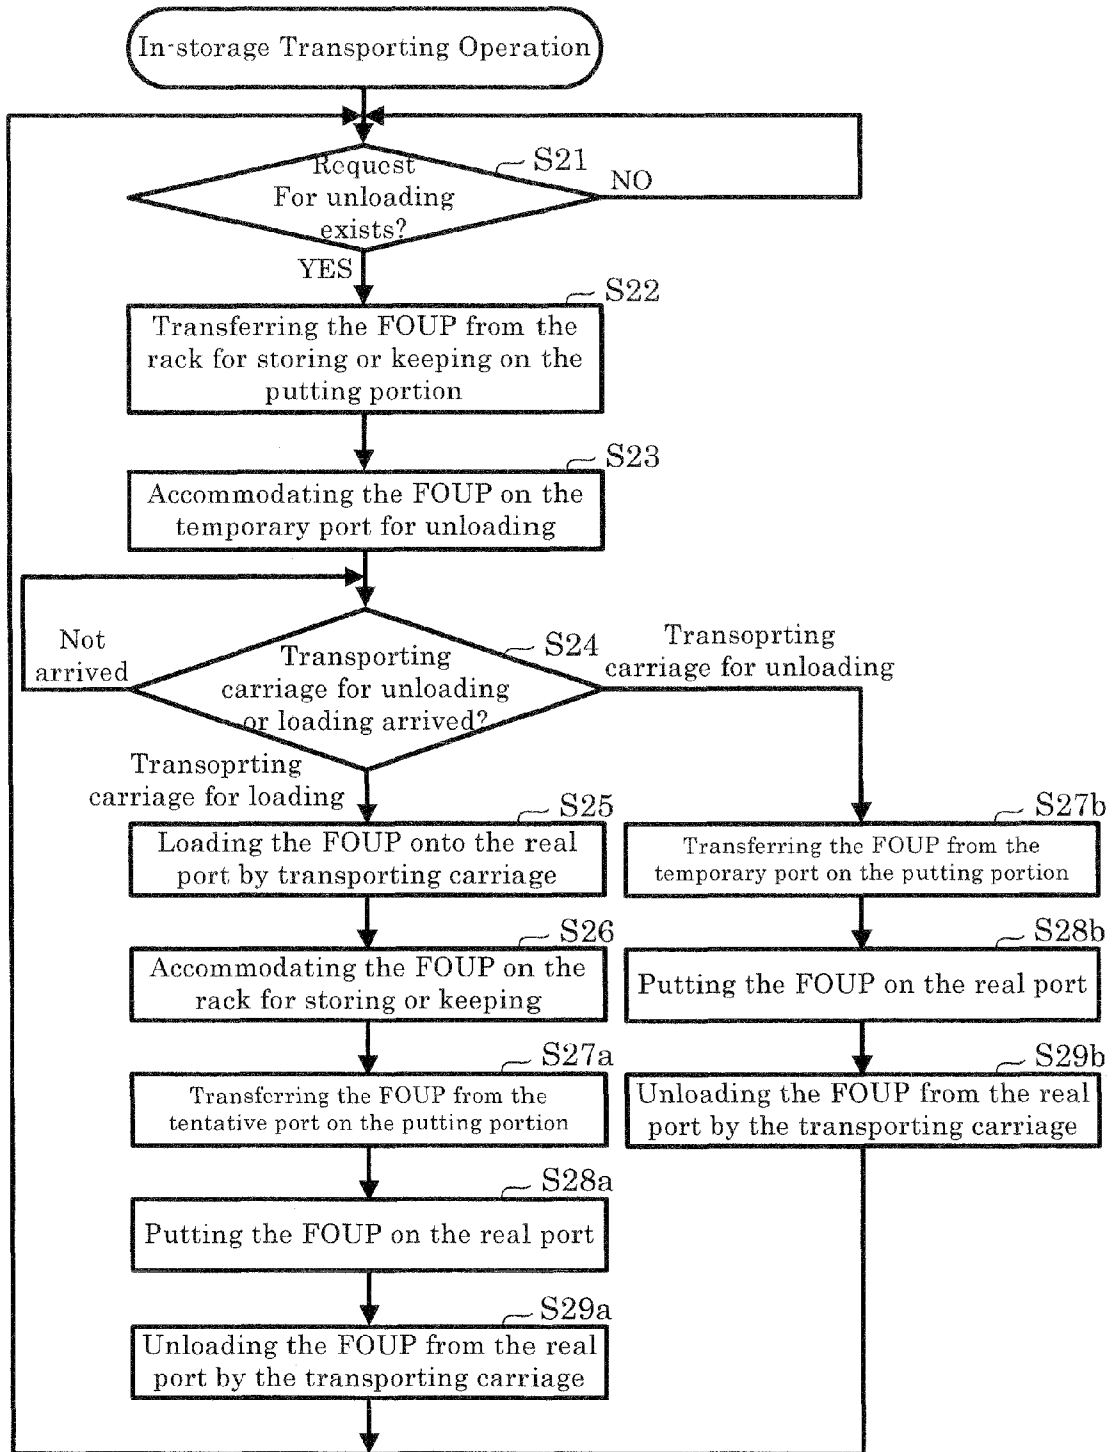 In-storage Transporting Operation
S21
Request
For unloading
exists?
NO
YES
S22
Transferring the FOUP from the
rack for storing or keeping on the
putting portion
S23
Accommodating the FOUP on the
temporary port for unloading
Not
arrived
S24
Transporting
carriage for unloading
or loading arrived?
Transoprting
carriage for unloading
Transoprting
carriage for loading
S25
Loading the FOUP onto the real
port by transporting carriage
S26
Accommodating the FOUP on the
rack for storing or keeping
S27a
Transferring the FOUP from the
tentative port on the putting portion
S28a
Putting the FOUP on the real port
S29a
Unloading the FOUP from the real
port by the transporting carriage
S27b
Transferring the FOUP from the
temporary port on the putting portion
S28b
Putting the FOUP on the real port
S29b
Unloading the FOUP from the real
port by the transporting carriage